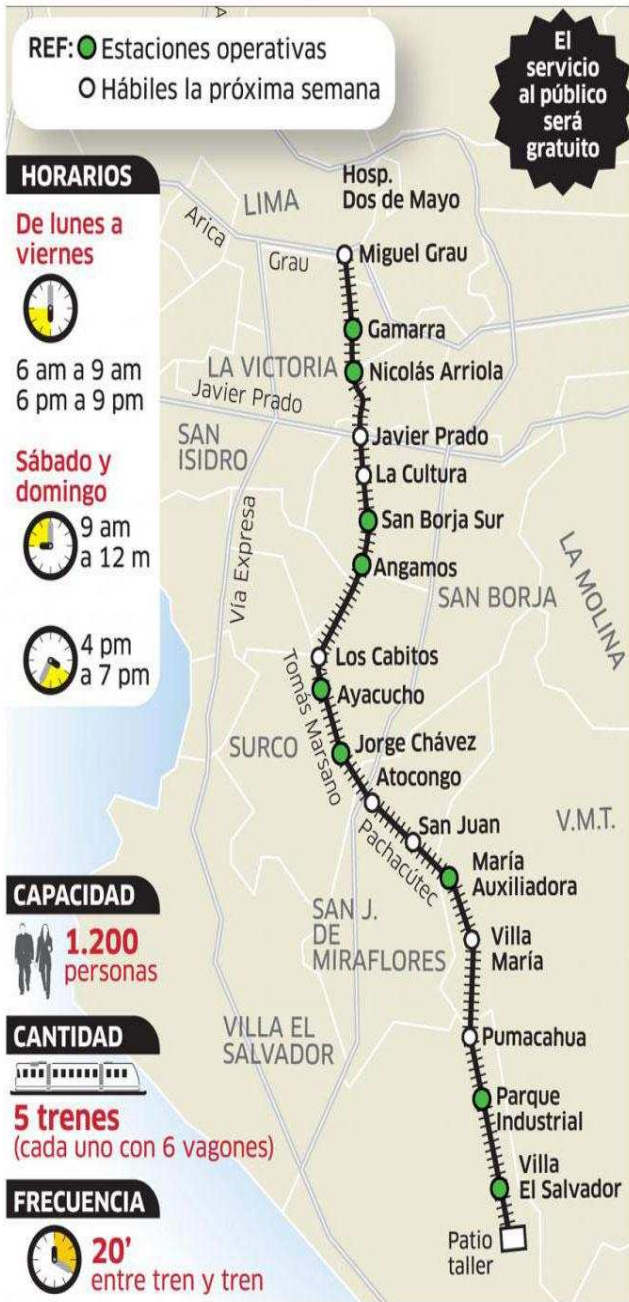 REF: Estaciones operativas
Hábiles la próxima semana
El
servicio
al público
será
gratuito
HORARIOS
De lunes a
viernes
6 am a 9 am
6 pm a 9 pm
Sábado y
domingo
9 am
a 12 m
4 pm
a 7 pm
CAPACIDAD
1.200
personas
CANTIDAD
5 trenes
(cada uno con 6 vagones)
FRECUENCIA
20’
entre tren y tren
Hosp.
Dos de Mayo
LIMA
Arica
Grau
Miguel Grau
Gamarra
LA VICTORIA
Nicolás Arriola
Javier Prado
Javier Prado
SAN
ISIDRO
La Cultura
San Borja Sur
Vía Expresa
Angamos
SAN BORJA
LA MOLINA
Los Cabitos
Ayacucho
Tomás Marsano
SURCO
Jorge Chávez
Atocongo
San Juan
V.M.T.
Pachacútec
María
Auxiliadora
SAN J.
DE
MIRAFLORES
Villa
María
VILLA EL
SALVADOR
Pumacahua
Parque
Industrial
Villa
El Salvador
Patio
taller